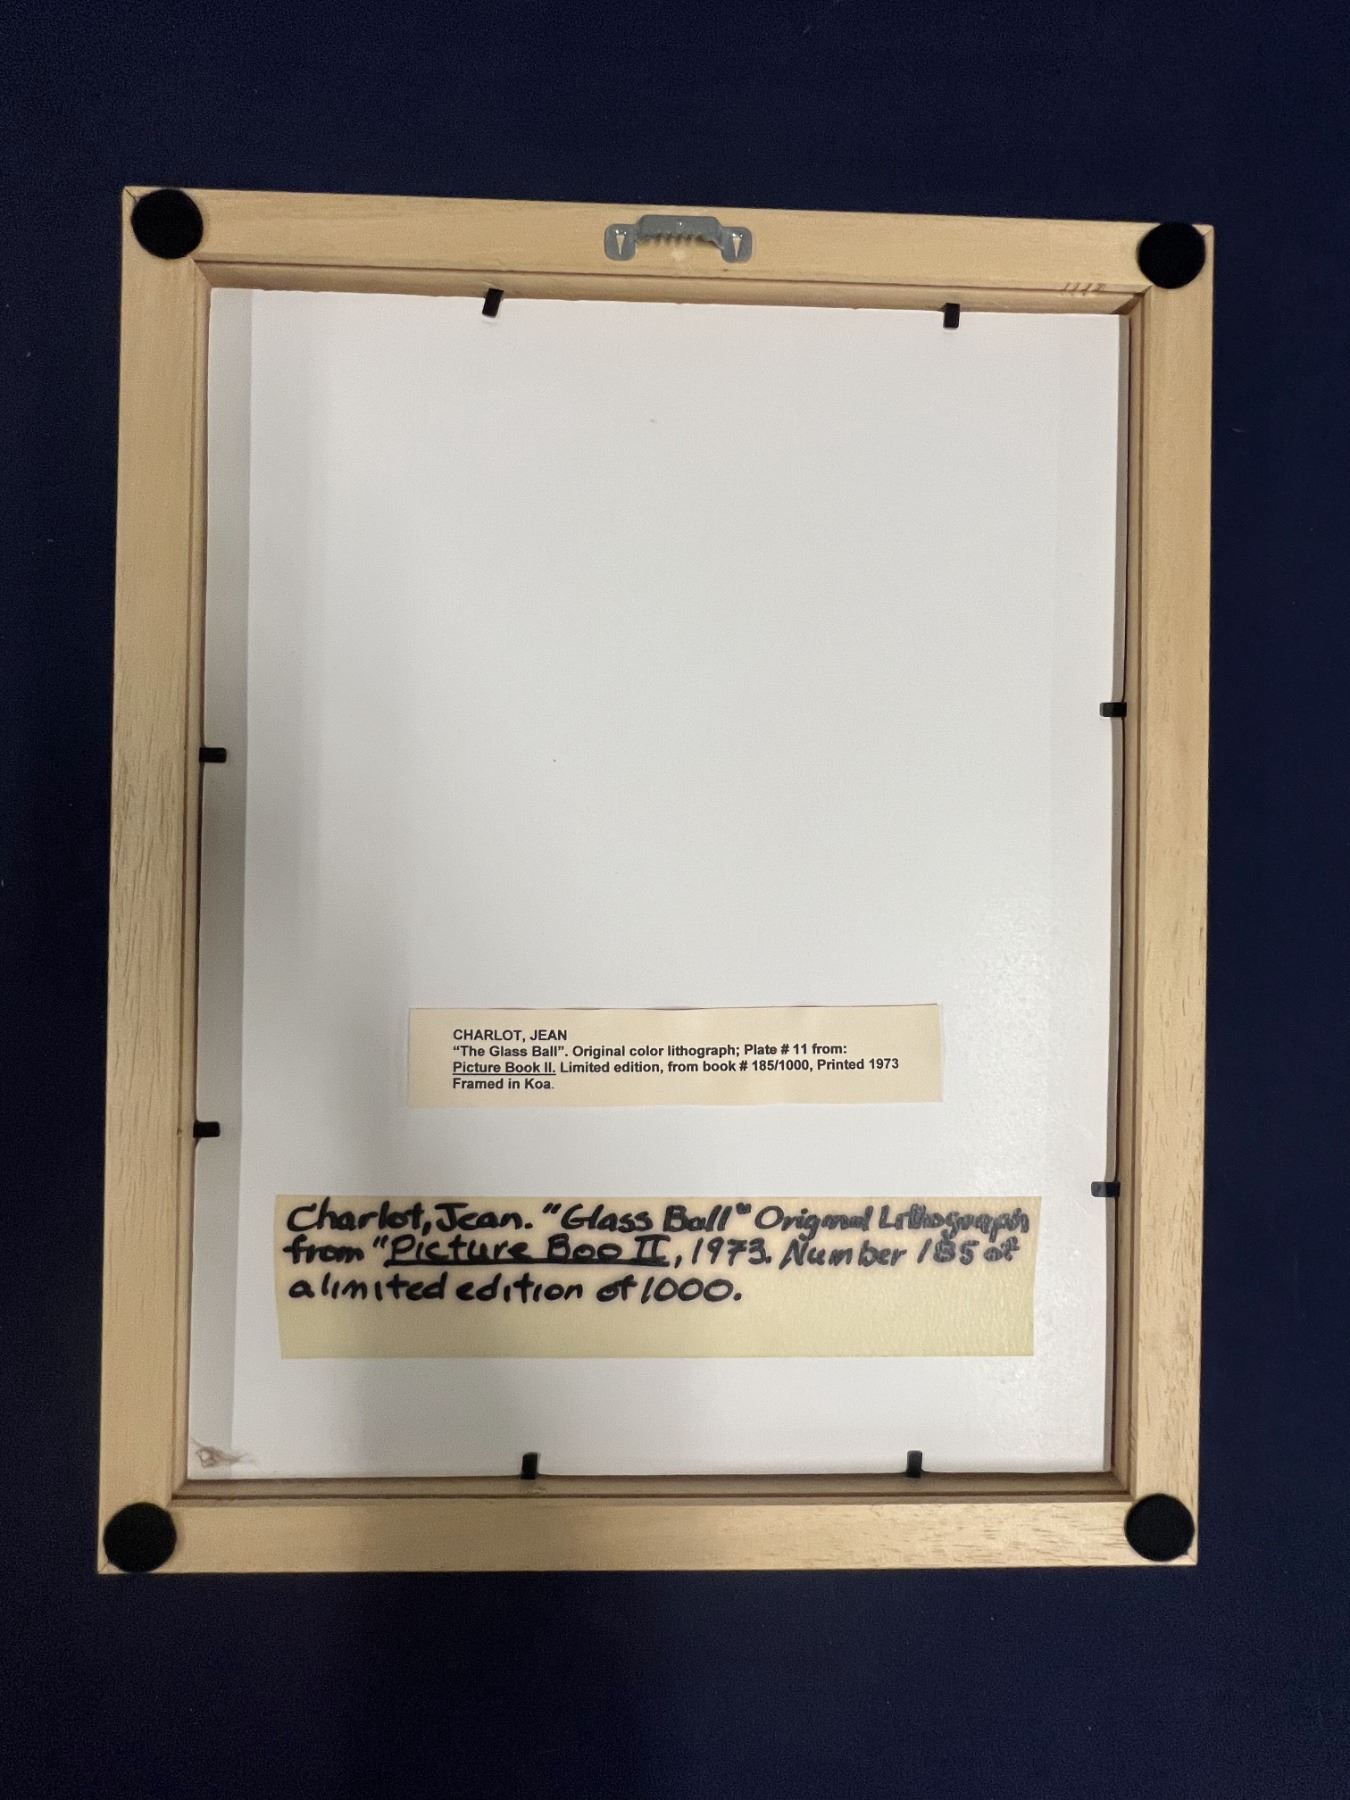 CHARLOT, JEAN
“The Glass Ball”. Original color lithograph; Plate # 11 from:
Picture Book II. Limited edition, from book # 185/1000, Printed 1973
Framed in Koa.
Charlot, Jean. "Glass Ball" Original Lithograph
from "Picture Boo II, 1973. Number 185 of
a limited edition of 1000.